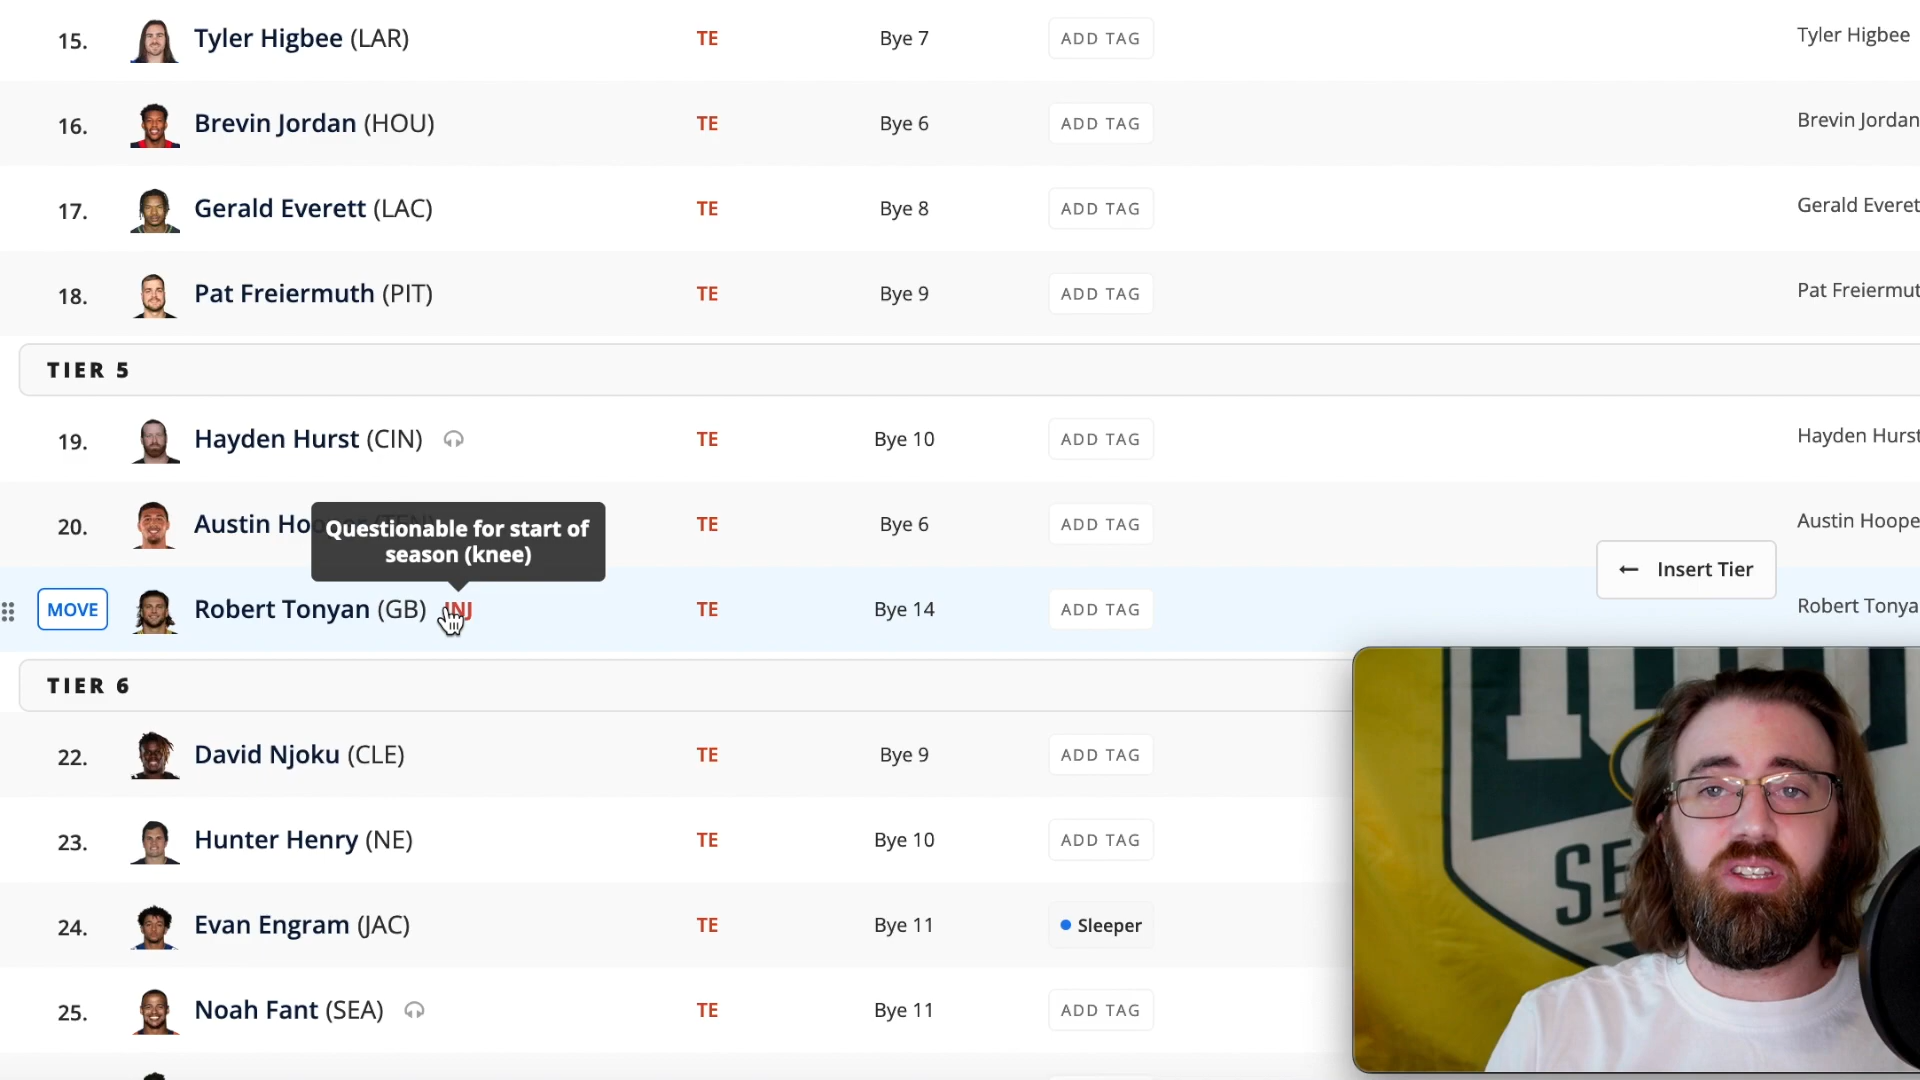 15. Tyler Higbee (LAR) TE Bye 7 ADD TAG Tyler Higbee
16. Brevin Jordan (HOU) TE Bye 6 ADD TAG Brevin Jordan
17. Gerald Everett (LAC) TE Bye 8 ADD TAG Gerald Everet
18. Pat Freiermuth (PIT) TE Bye 9 ADD TAG Pat Freiermut
TIER 5
19. Hayden Hurst (CIN) TE Bye 10 ADD TAG Hayden Hurst
20. Austin Ho TE Bye 6 ADD TAG Austin Hoope
Questionable for start of
season (knee)
← Insert Tier
MOVE Robert Tonyan (GB) INJ TE Bye 14 ADD TAG Robert Tonya
TIER 6
22. David Njoku (CLE) TE Bye 9 ADD TAG
23. Hunter Henry (NE) TE Bye 10 ADD TAG
24. Evan Engram (JAC) TE Bye 11 Sleeper
25. Noah Fant (SEA) TE Bye 11 ADD TAG
SE